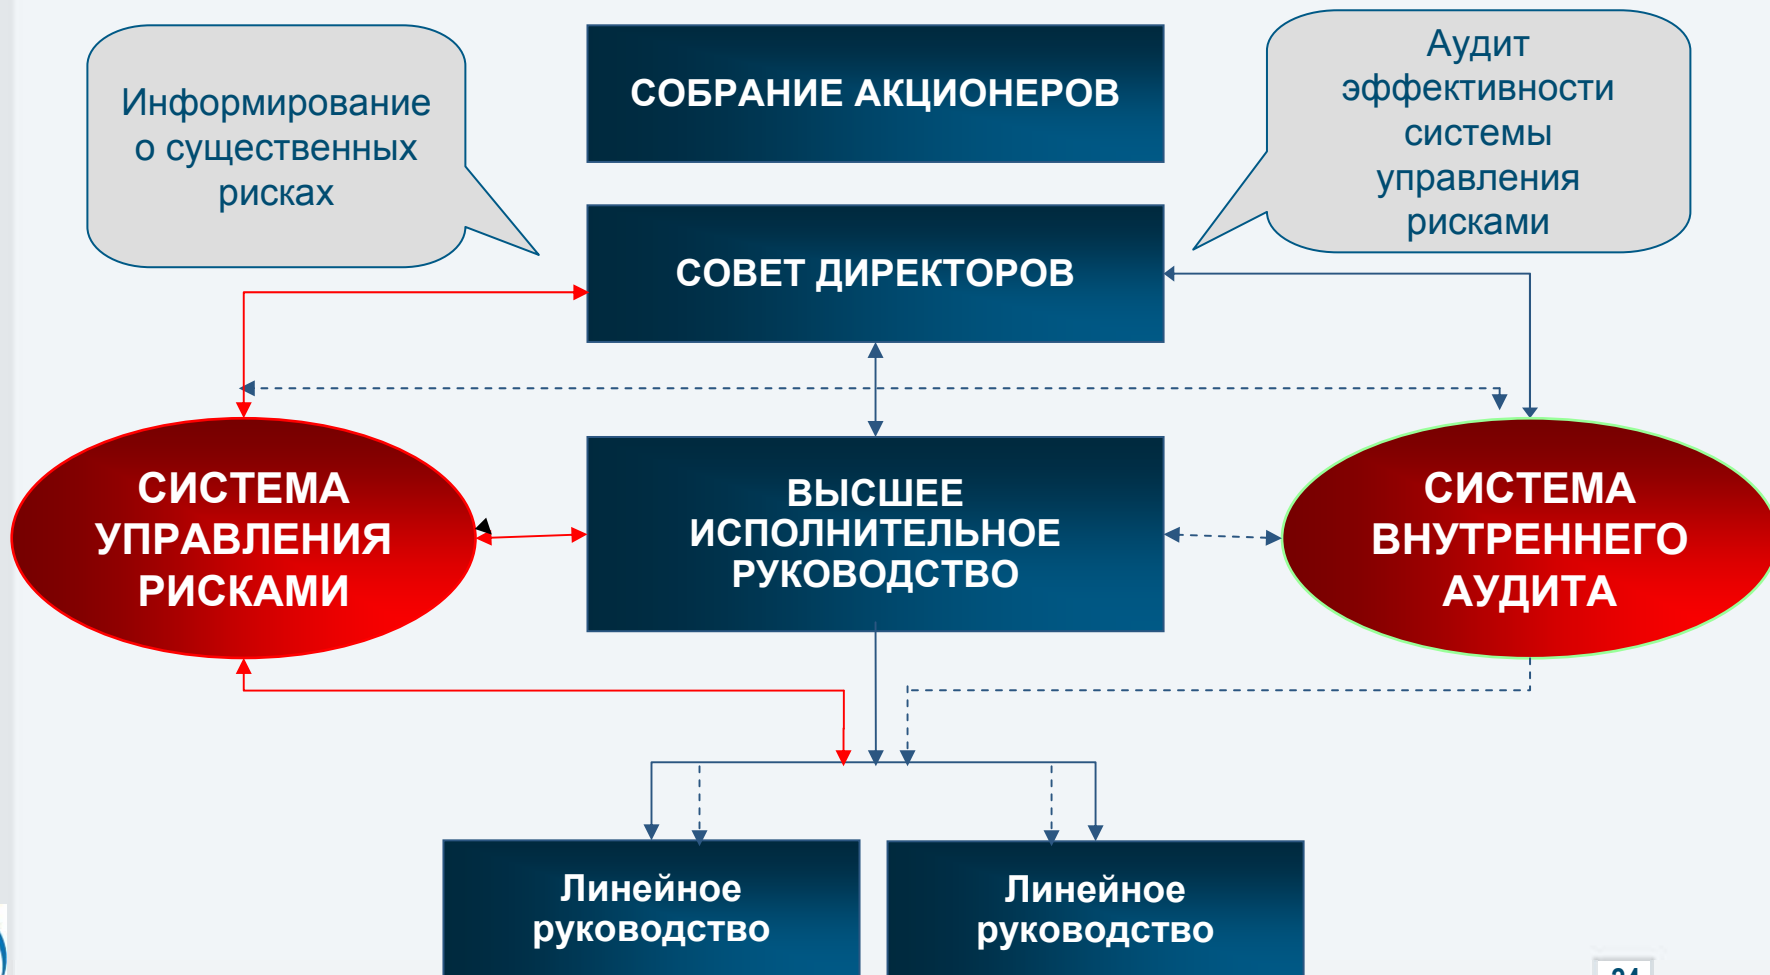 Информирование
о существенных
рисках
СОБРАНИЕ АКЦИОНЕРОВ
Аудит
эффективности
системы
управления
рисками
СОВЕТ ДИРЕКТОРОВ
СИСТЕМА
УПРАВЛЕНИЯ
РИСКАМИ
ВЫСШЕЕ
ИСПОЛНИТЕЛЬНОЕ
РУКОВОДСТВО
СИСТЕМА
ВНУТРЕННЕГО
АУДИТА
Линейное
руководство
Линейное
руководство